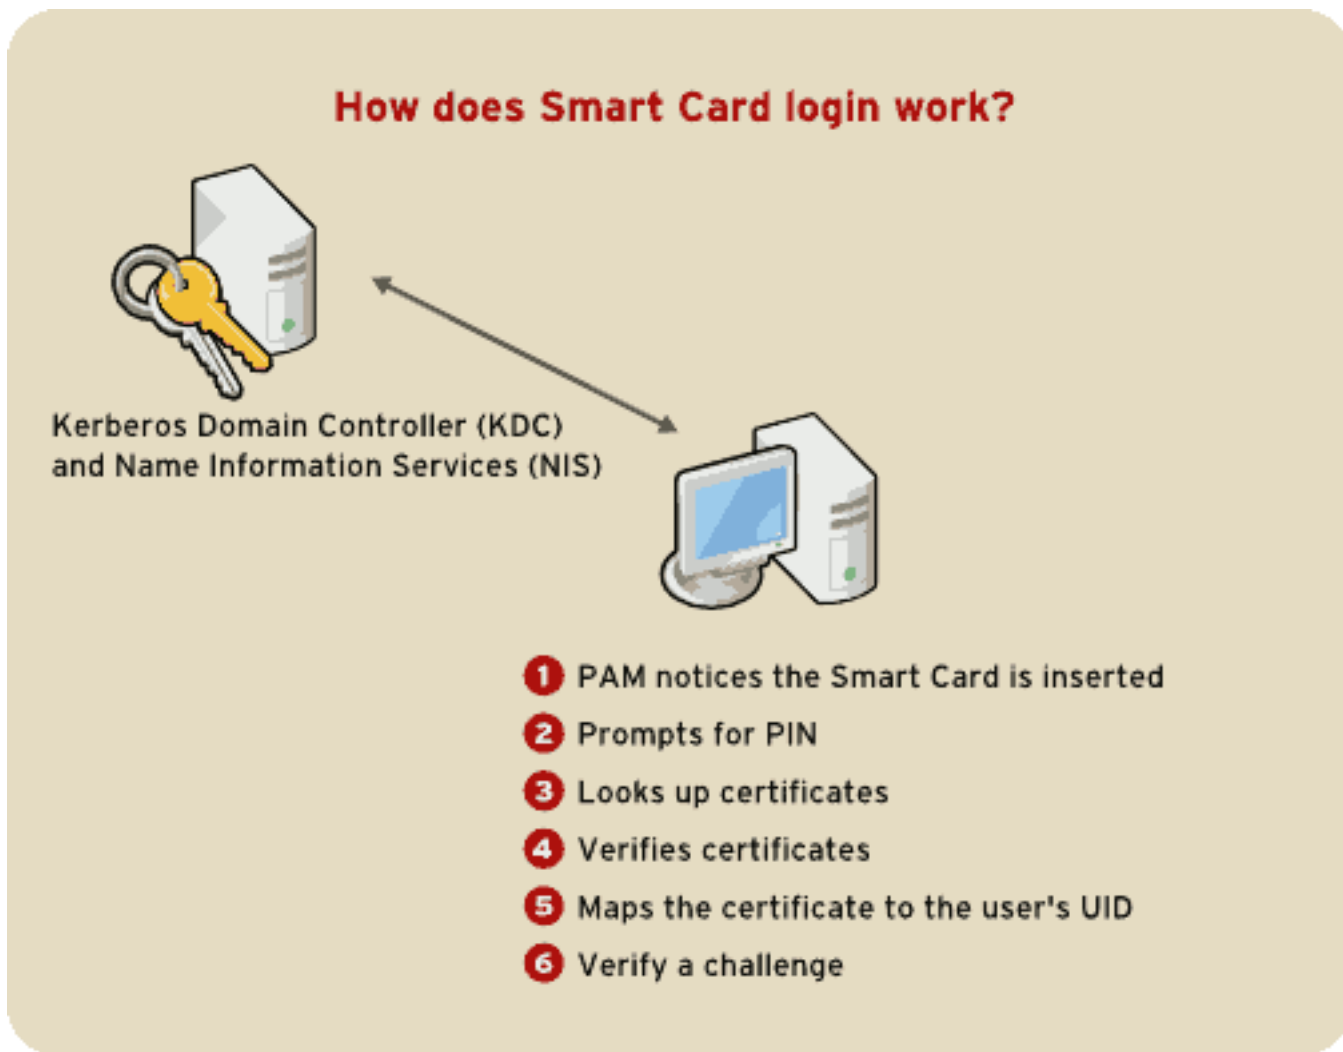 How does Smart Card login work?
Kerberos Domain Controller (KDC)
and Name Information Services (NIS)
1 PAM notices the Smart Card is inserted
2 Prompts for PIN
3 Looks up certificates
4 Verifies certificates
5 Maps the certificate to the user's UID
6 Verify a challenge